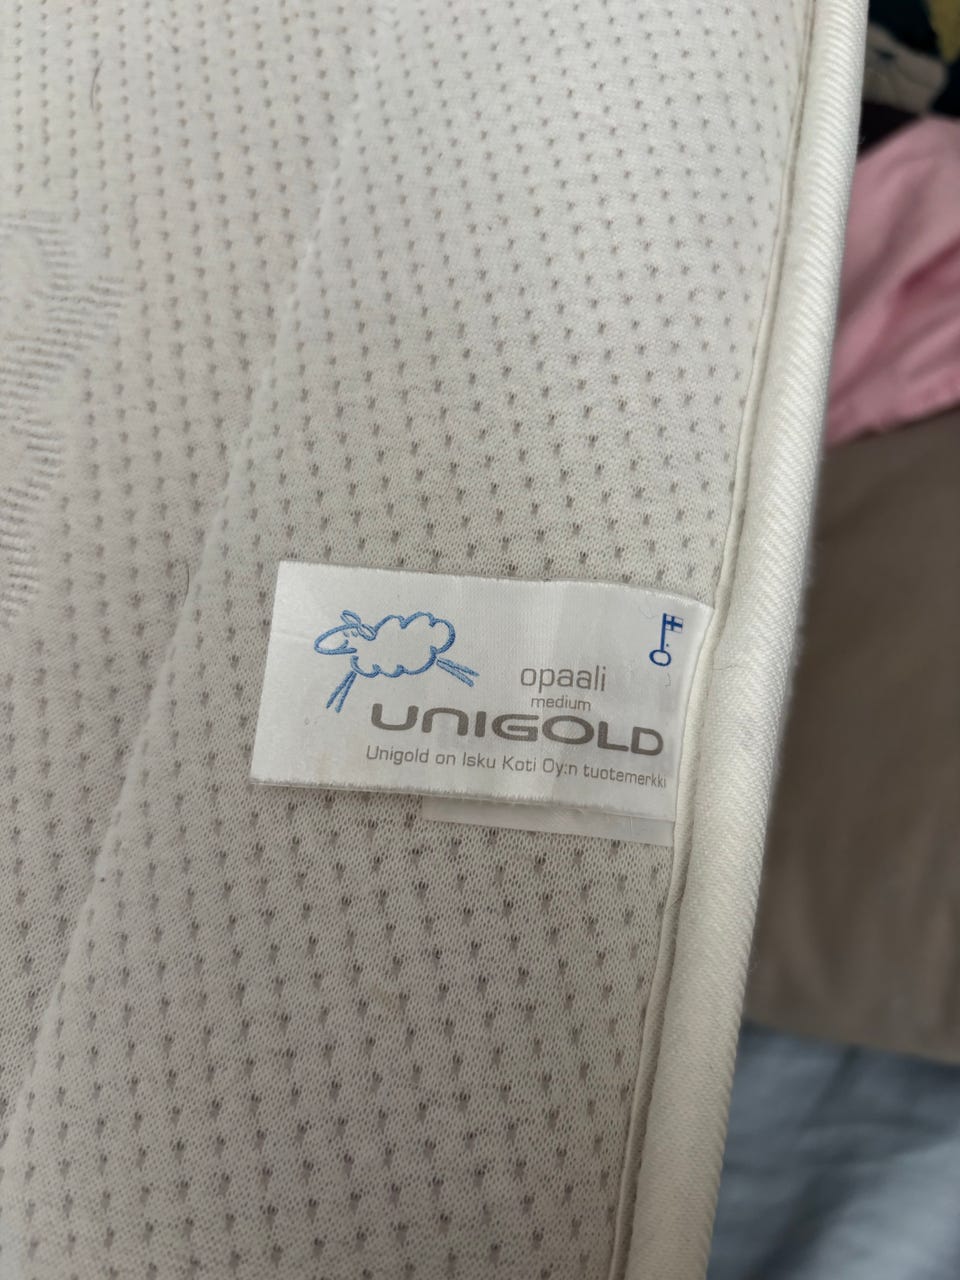 opaali
medium
UNIGOLD
Unigold on Isku Koti Oy:n tuotemerkki